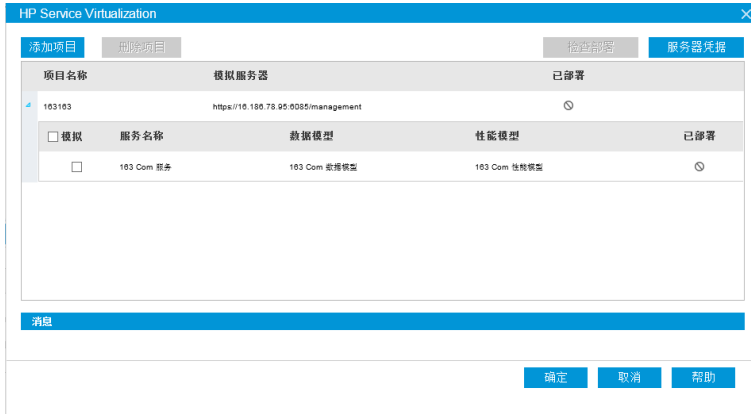 HP Service Virtualization
添加项目 删除项目 检查部署 服务器凭据
项目名称 模拟服务器 已部署
163163 https://16.186.78.95:6085/management
模拟 服务名称 数据模型 性能模型 已部署
163 Com 服务 163 Com 数据模型 163 Com 性能模型
消息
确定 取消 帮助